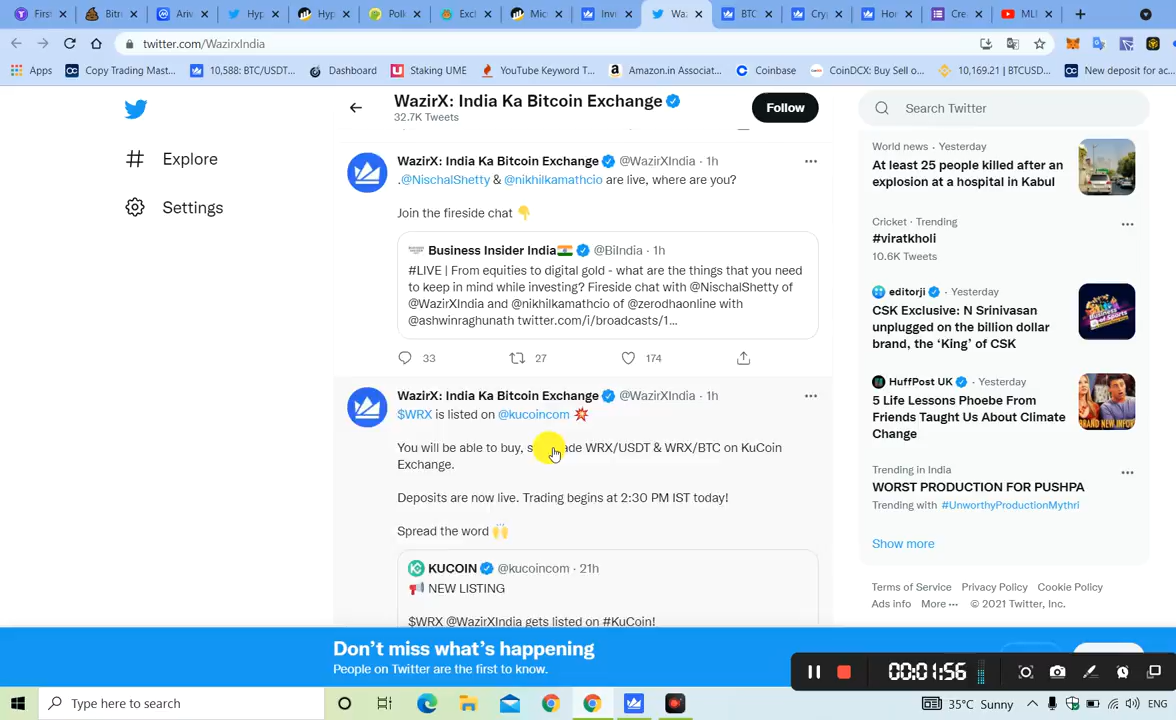 First
Bitri
Ariv
Hyp
Hyp
Polk
Excl
Mic
Inv
Waz
BTC
Cry
Hor
Cre
MLI
twitter.com/WazirxIndia
Apps
Copy Trading Mast...
10,588: BTC/USDT...
Dashboard
Staking UME
YouTube Keyword T...
Amazon.in Associat...
Coinbase
CoinDCX: Buy Sell o...
10,169.21 | BTCUSD...
New deposit for ac...
WazirX: India Ka Bitcoin Exchange
32.7K Tweets
Follow
Search Twitter
Explore
Settings
WazirX: India Ka Bitcoin Exchange @WazirXIndia · 1h
.@NischalShetty & @nikhilkamathcio are live, where are you?
Join the fireside chat 👇
Business Insider India🇮🇳 @BiIndia · 1h
#LIVE | From equities to digital gold - what are the things that you need
to keep in mind while investing? Fireside chat with @NischalShetty of
@WazirXIndia and @nikhilkamathcio of @zerodhaonline with
@ashwinraghunath twitter.com/i/broadcasts/1...
33 27 174
WazirX: India Ka Bitcoin Exchange @WazirXIndia · 1h
$WRX is listed on @kucoincom 💥
You will be able to buy, s ade WRX/USDT & WRX/BTC on KuCoin
Exchange.
Deposits are now live. Trading begins at 2:30 PM IST today!
Spread the word 🙌
KUCOIN @kucoincom · 21h
📢 NEW LISTING
$WRX @WazirXIndia gets listed on #KuCoin!
World news · Yesterday
At least 25 people killed after an
explosion at a hospital in Kabul
Cricket · Trending
#viratkholi
10.6K Tweets
editorji · Yesterday
CSK Exclusive: N Srinivasan
unplugged on the billion dollar
brand, the ‘King’ of CSK
HuffPost UK · Yesterday
5 Life Lessons Phoebe From
Friends Taught Us About Climate
Change
Trending in India
WORST PRODUCTION FOR PUSHPA
Trending with #UnworthyProductionMythri
Show more
Terms of Service Privacy Policy Cookie Policy
Ads info More ··· © 2021 Twitter, Inc.
Don’t miss what’s happening
People on Twitter are the first to know.
00:01:56
Type here to search
35°C Sunny
ENG